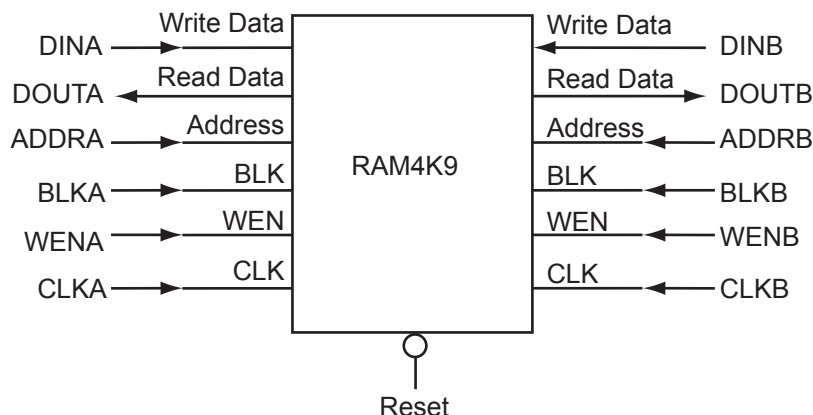 DINA Write Data Write Data DINB
DOUTA Read Data Read Data DOUTB
ADDRA Address Address ADDRB
RAM4K9
BLKA BLK BLK BLKB
WENA WEN WEN WENB
CLKA CLK CLK CLKB
Reset